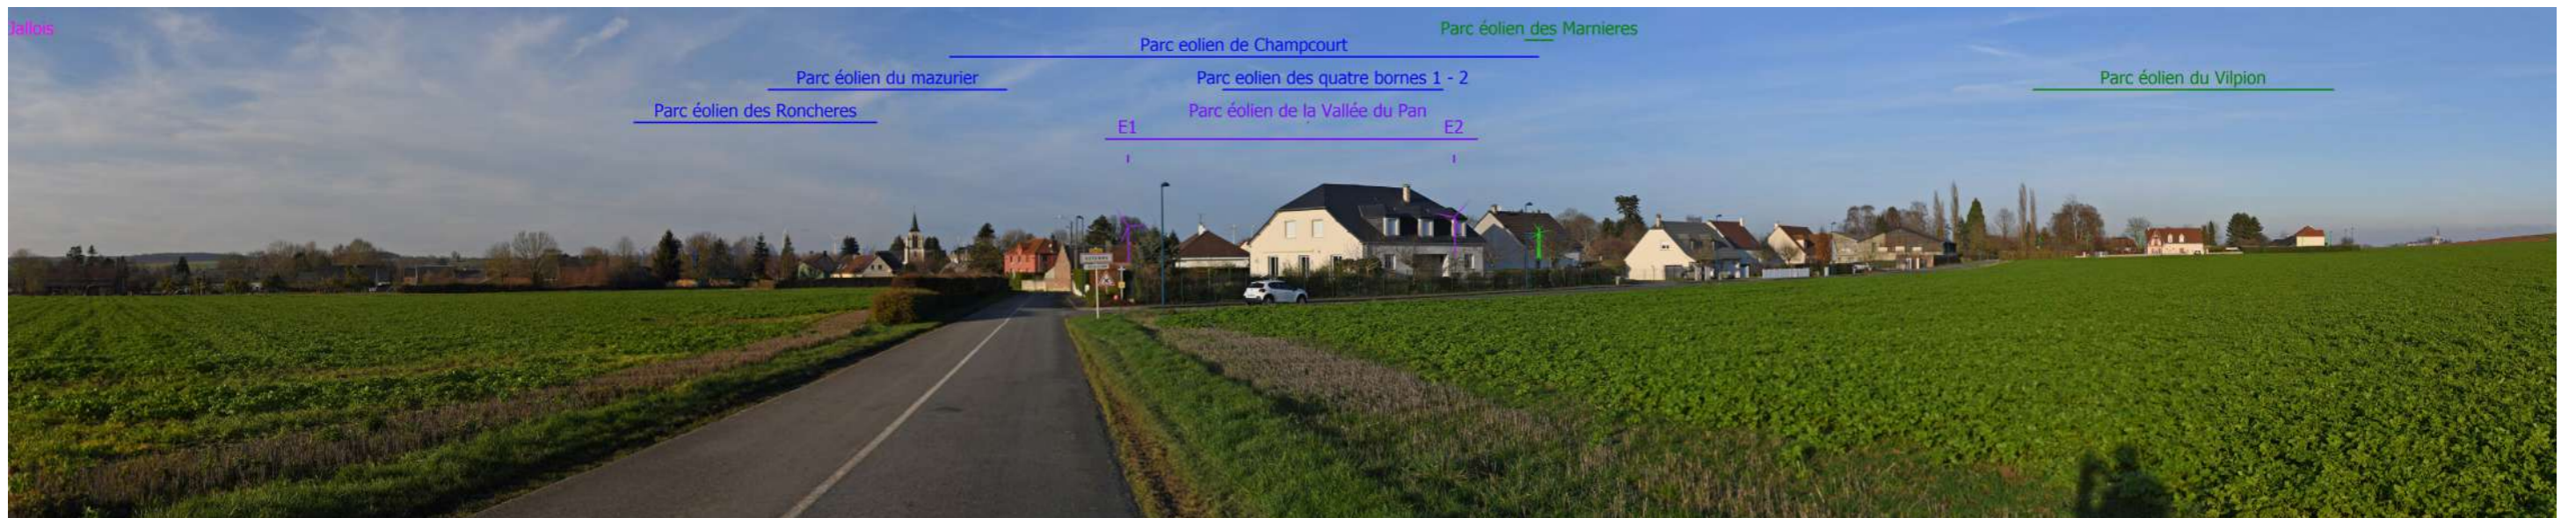 Jallois
Parc éolien des Marnieres
Parc eolien de Champcourt
Parc éolien du mazurier
Parc eolien des quatre bornes 1 - 2
Parc éolien du Vilpion
Parc éolien des Roncheres
Parc éolien de la Vallée du Pan
E1
E2